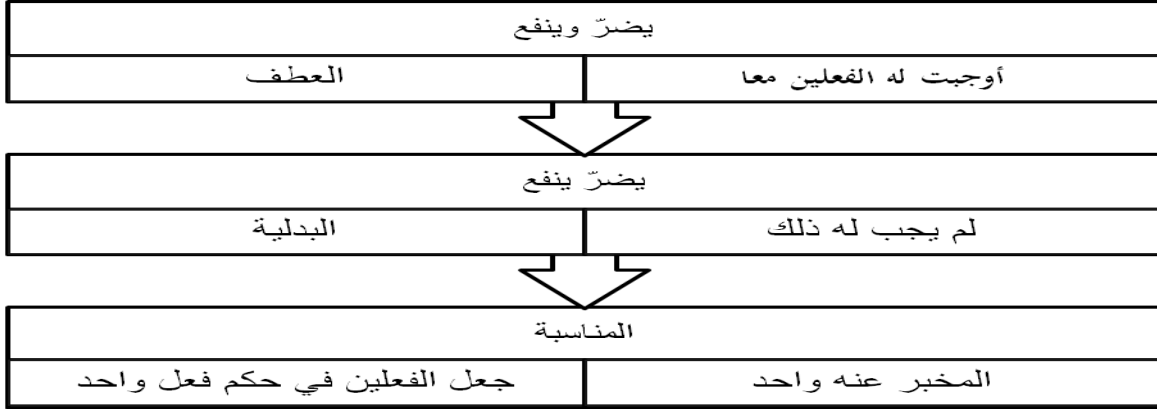 يضرّ وينفع
أوجبت له الفعلين معا
العطف
يضرّ ينفع
لم يجب له ذلك
البدلية
المناسبة
المخبر عنه واحد
جعل الفعلين في حكم فعل واحد